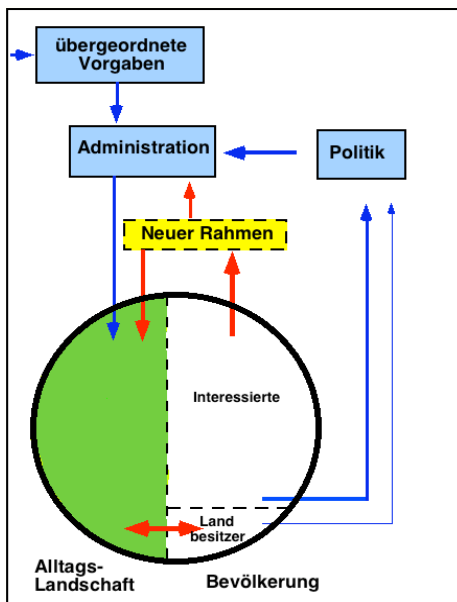 übergeordnete
Vorgaben
Administration
Politik
Neuer Rahmen
Interessierte
Land
besitzer
Alltags-
Landschaft
Bevölkerung